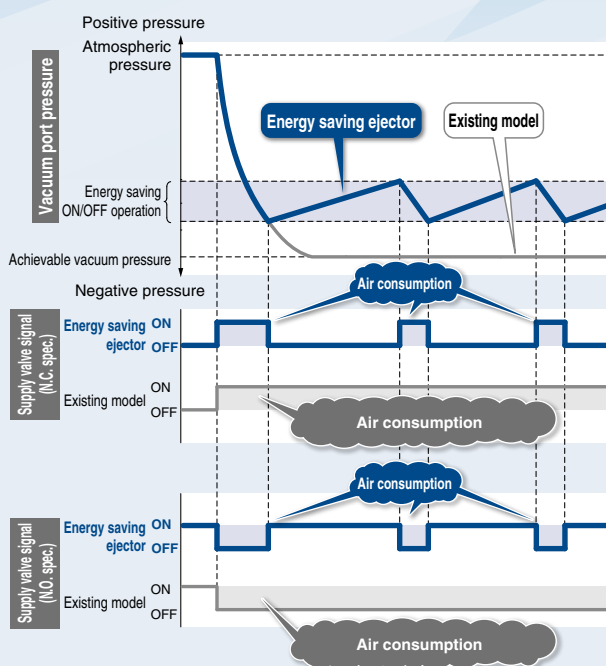 Positive pressure
Atmospheric
pressure
Vacuum port pressure
Energy saving ejector
Existing model
Energy saving
ON/OFF operation
Achievable vacuum pressure
Negative pressure
Air consumption
Supply valve signal
(N.C. spec.)
Energy saving ON
ejector OFF
Existing model
ON
OFF
Air consumption
Air consumption
Supply valve signal
(N.O. spec.)
Energy saving ON
ejector OFF
Existing model
ON
OFF
Air consumption